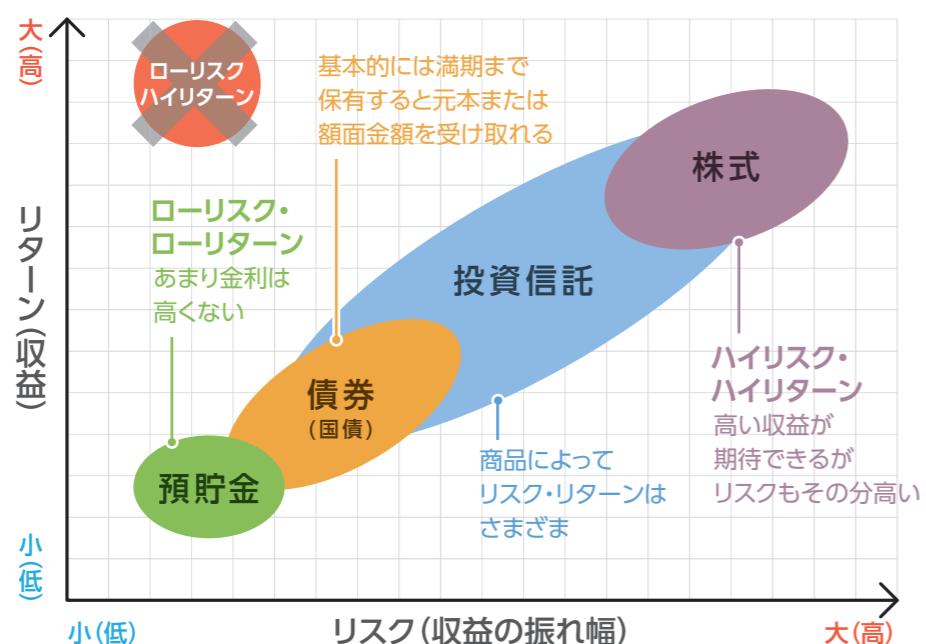 大(高)
ローリスク
ハイリターン
基本的には満期まで
保有すると元本または
額面金額を受け取れる
株式
ローリスク・
ローリターン
あまり金利は
高くない
リターン(収益)
投資信託
債券
(国債)
ハイリスク・
ハイリターン
高い収益が
期待できるが
リスクもその分高い
預貯金
商品によって
リスク・リターンは
さまざま
小(低)
小(低)
リスク(収益の振れ幅)
大(高)